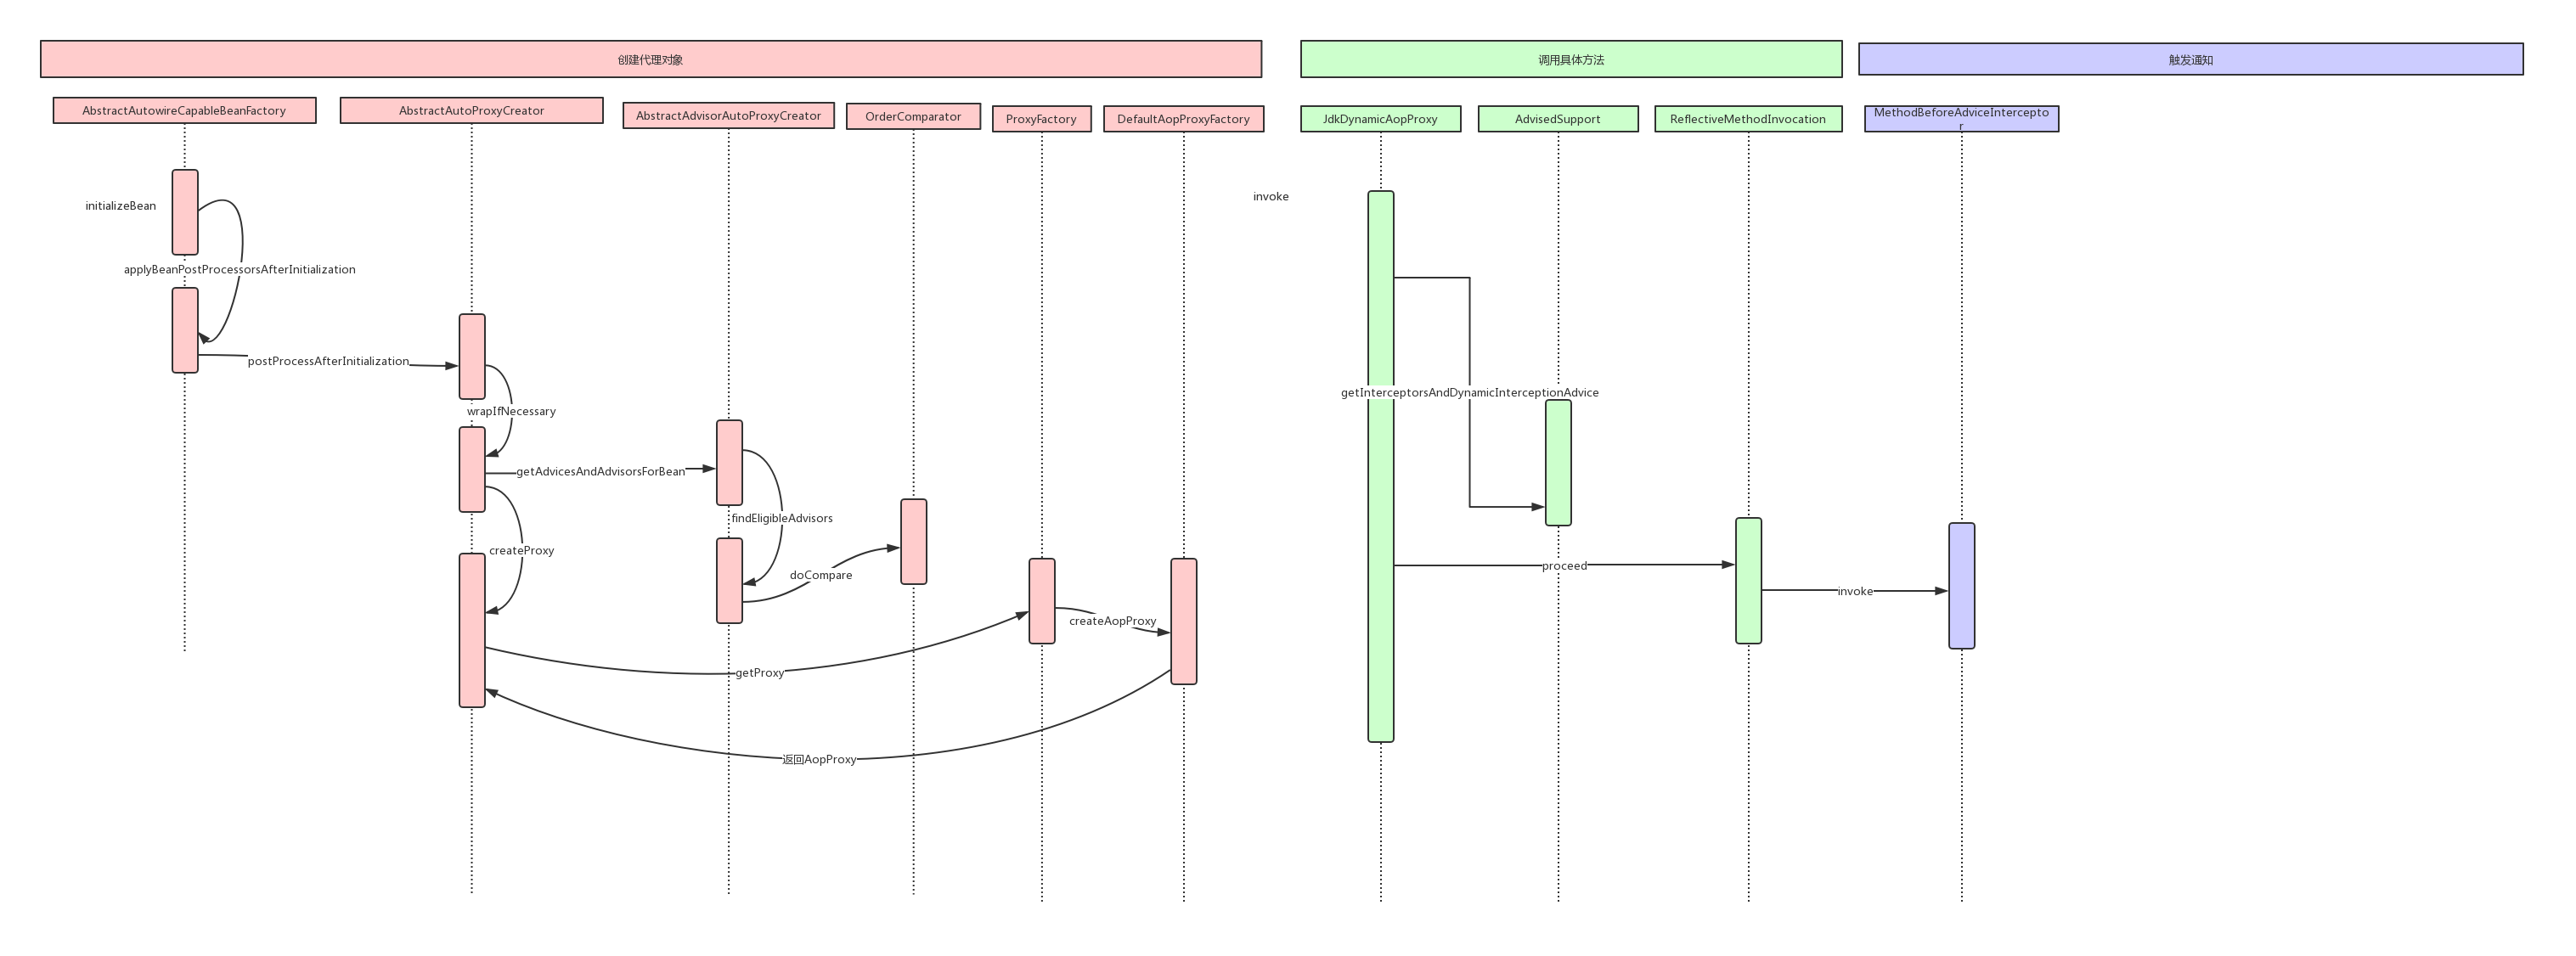 创建代理对象
调用具体方法
触发通知
AbstractAutowireCapableBeanFactory
AbstractAutoProxyCreator
AbstractAdvisorAutoProxyCreator
OrderComparator
ProxyFactory
DefaultAopProxyFactory
JdkDynamicAopProxy
AdvisedSupport
ReflectiveMethodInvocation
MethodBeforeAdviceIntercepto
r
initializeBean
invoke
applyBeanPostProcessorsAfterInitialization
postProcessAfterInitialization
getInterceptorsAndDynamicInterceptionAdvice
wrapIfNecessary
getAdvicesAndAdvisorsForBean
findEligibleAdvisors
createProxy
proceed
doCompare
invoke
createAopProxy
getProxy
返回AopProxy